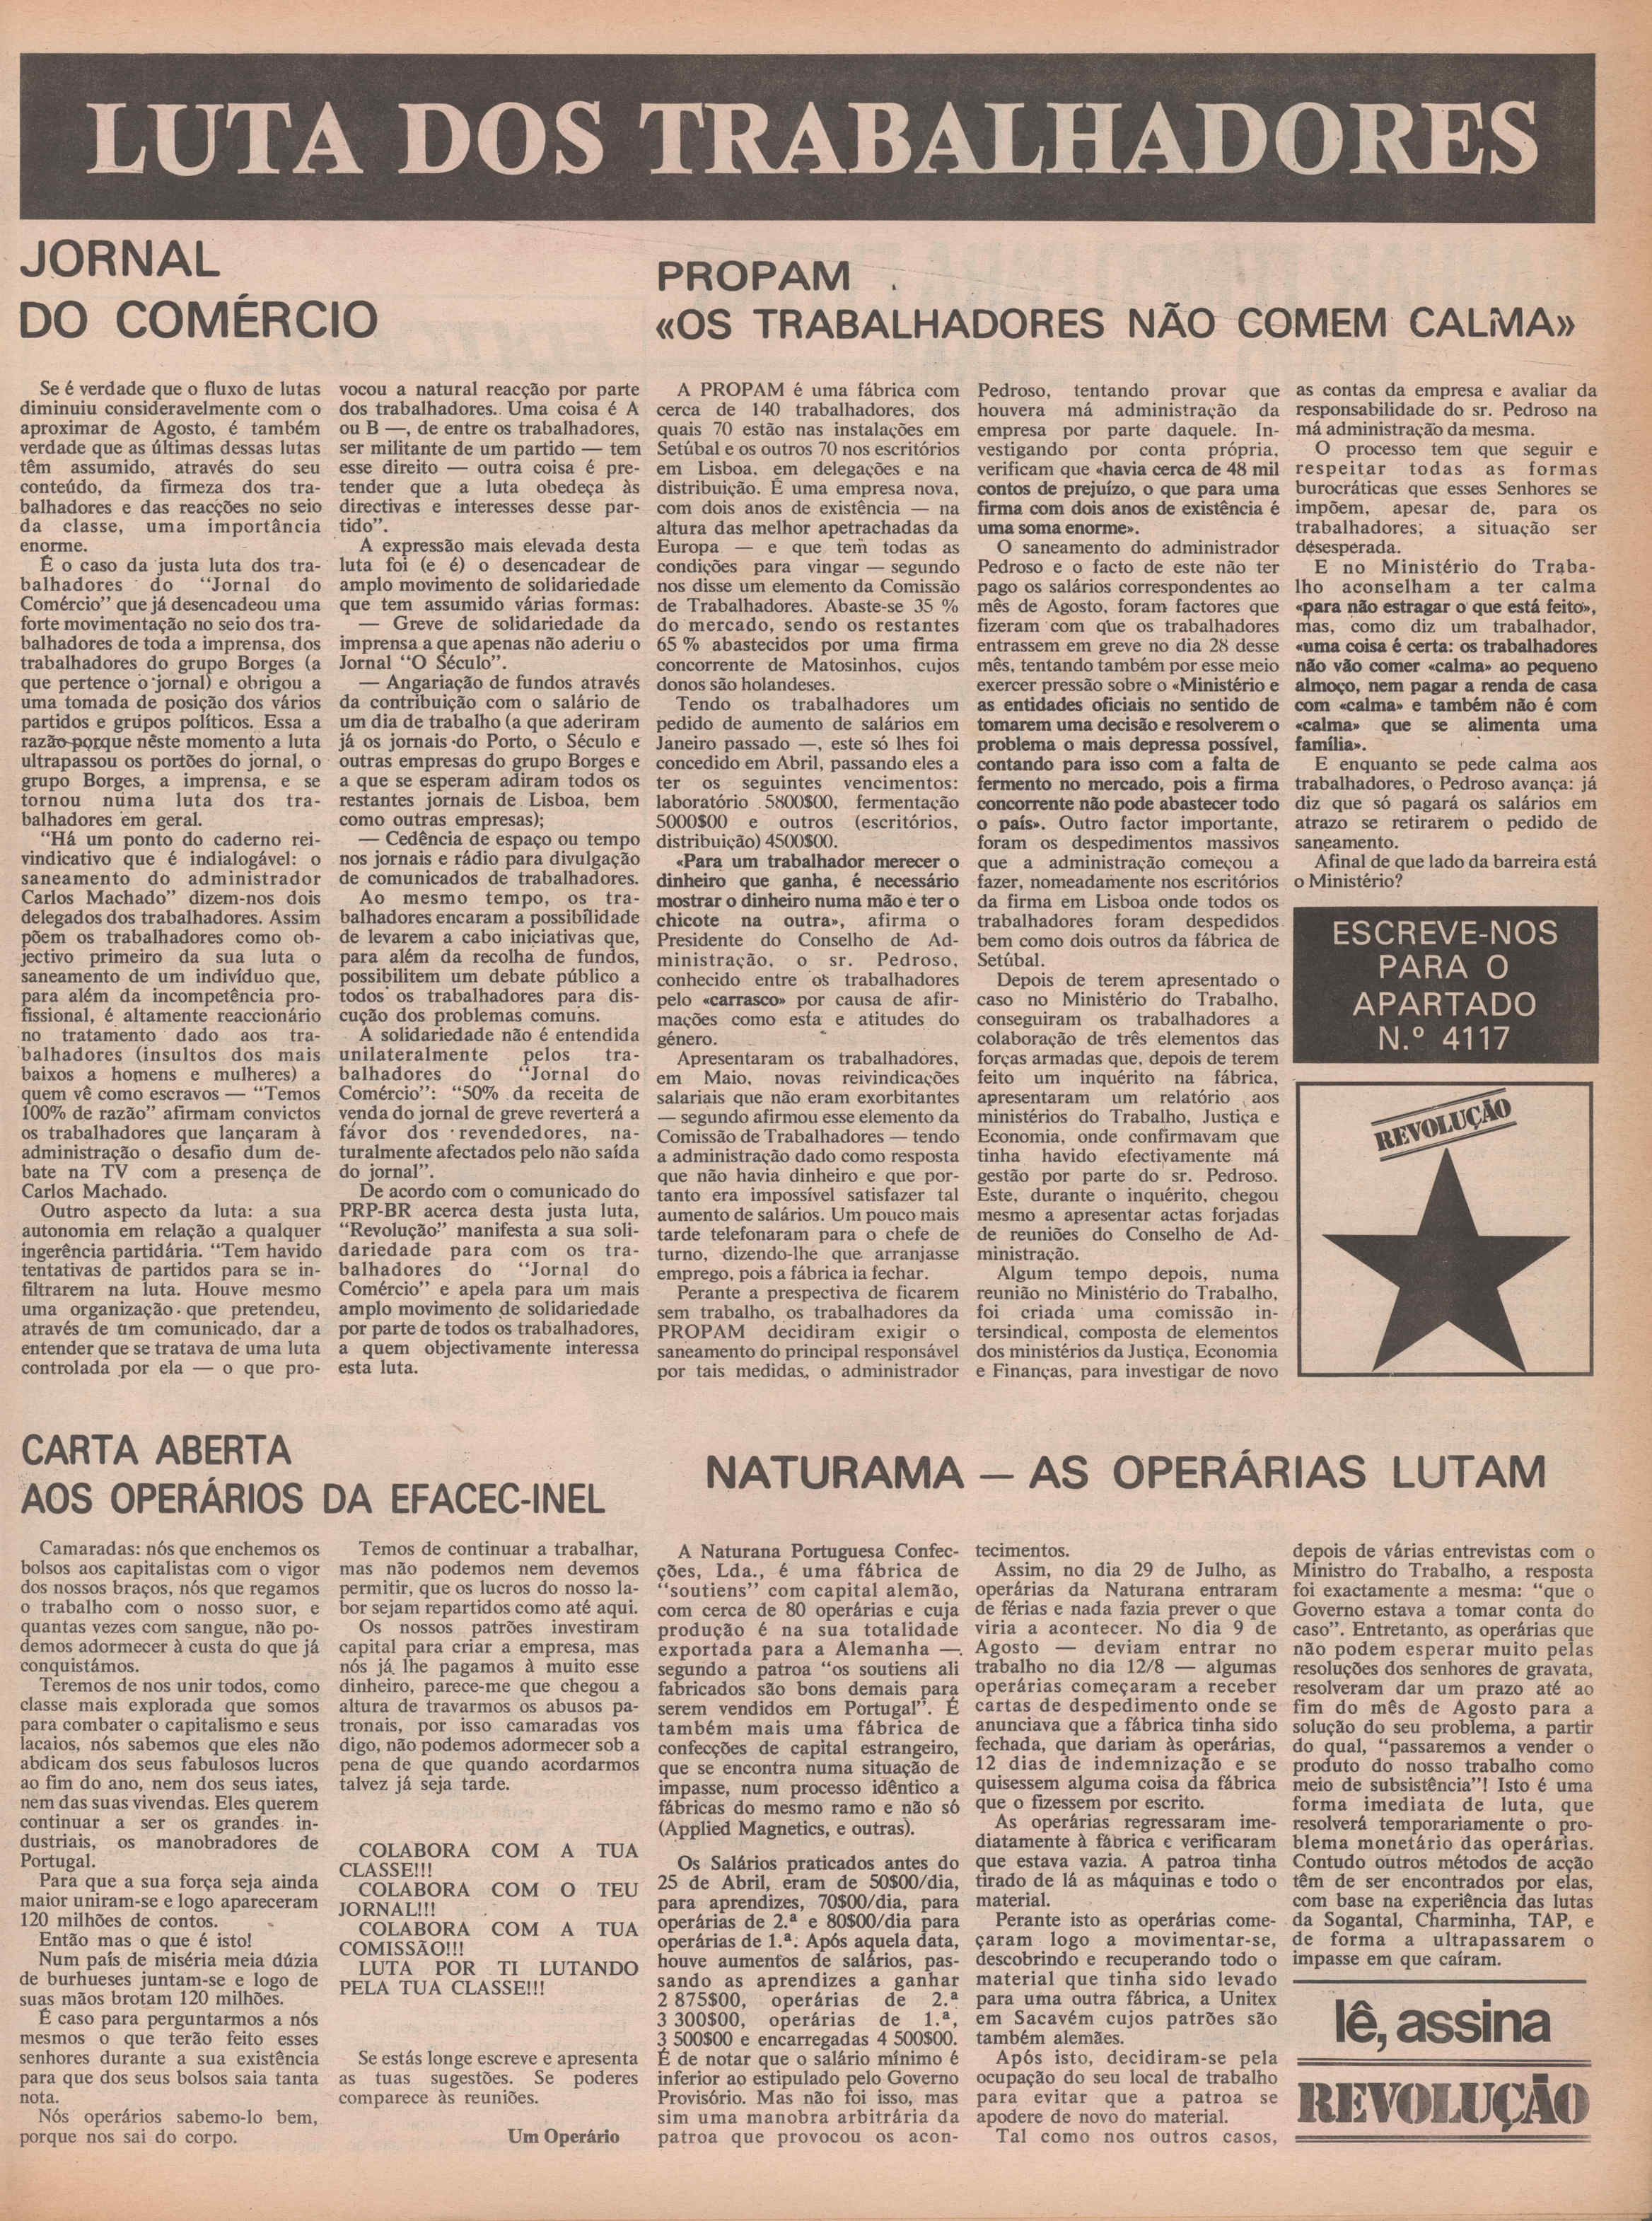 LUTA DOS TRABALHADORES
JORNAL
DO COMÉRCIO
Se é verdade que o fluxo de lutas
diminuiu consideravelmente com o
aproximar de Agosto, é também
verdade que as últimas dessas lutas
têm assumido, através do seu
conteúdo, da firmeza dos tra-
balhadores e das reacções no seio
da classe, uma importância
enorme.
É o caso da justa luta dos tra-
balhadores do "Jornal do
Comércio" que já desencadeou uma
forte movimentação no seio dos tra-
balhadores de toda a imprensa, dos
trabalhadores do grupo Borges (a
que pertence o jornal) e obrigou a
uma tomada de posição dos vários
partidos e grupos políticos. Essa a
razão porque nêste momento a luta
ultrapassou os portões do jornal, o
grupo Borges, a imprensa, e se
tornou numa luta dos tra-
balhadores em geral.
"Há um ponto do caderno rei-
vindicativo que é indialogável: o
saneamento do administrador
Carlos Machado" dizem-nos dois
delegados dos trabalhadores. Assim
põem os trabalhadores como ob-
jectivo primeiro da sua luta o
saneamento de um indivíduo que,
para além da incompetência pro-
fissional, é altamente reaccionário
no tratamento dado aos tra-
balhadores (insultos dos mais
baixos a homens e mulheres) a
quem vê como escravos — "Temos
100% de razão" afirmam convictos
os trabalhadores que lançaram à
administração o desafio dum de-
bate na TV com a presença de
Carlos Machado.
Outro aspecto da luta: a sua
autonomia em relação a qualquer
ingerência partidária. "Tem havido
tentativas de partidos para se in-
filtrarem na luta. Houve mesmo
uma organização que pretendeu,
através de um comunicado, dar a
entender que se tratava de uma luta
controlada por ela — o que pro-
vocou a natural reacção por parte
dos trabalhadores. Uma coisa é A
ou B —, de entre os trabalhadores,
ser militante de um partido — tem
esse direito — outra coisa é pre-
tender que a luta obedeça às
directivas e interesses desse par-
tido".
A expressão mais elevada desta
luta foi (e é) o desencadear de
amplo movimento de solidariedade
que tem assumido várias formas:
— Greve de solidariedade da
imprensa a que apenas não aderiu o
Jornal "O Século".
— Angariação de fundos através
da contribuição com o salário de
um dia de trabalho (a que aderiram
já os jornais do Porto, o Século e
outras empresas do grupo Borges e
a que se esperam adiram todos os
restantes jornais de Lisboa, bem
como outras empresas);
— Cedência de espaço ou tempo
nos jornais e rádio para divulgação
de comunicados de trabalhadores.
Ao mesmo tempo, os tra-
balhadores encaram a possibilidade
de levarem a cabo iniciativas que,
para além da recolha de fundos,
possibilitem um debate público a
todos os trabalhadores para dis-
cução dos problemas comuns.
A solidariedade não é entendida
unilateralmente pelos tra-
balhadores do "Jornal do
Comércio": "50% da receita de
venda do jornal de greve reverterá a
fávor dos revendedores, na-
turalmente afectados pelo não saída
do jornal".
De acordo com o comunicado do
PRP-BR acerca desta justa luta,
"Revolução" manifesta a sua soli-
dariedade para com os tra-
balhadores do "Jornal do
Comércio" e apela para um mais
amplo movimento de solidariedade
por parte de todos os trabalhadores,
a quem objectivamente interessa
esta luta.
PROPAM
«OS TRABALHADORES NÃO COMEM CALMA»
A PROPAM é uma fábrica com
cerca de 140 trabalhadores, dos
quais 70 estão nas instalações em
Setúbal e os outros 70 nos escritórios
em Lisboa, em delegações e na
distribuição. É uma empresa nova,
com dois anos de existência — na
altura das melhor apetrachadas da
Europa — e que tem todas as
condições para vingar — segundo
nos disse um elemento da Comissão
de Trabalhadores. Abaste-se 35 %
do mercado, sendo os restantes
65 % abastecidos por uma firma
concorrente de Matosinhos, cujos
donos são holandeses.
Tendo os trabalhadores um
pedido de aumento de salários em
Janeiro passado —, este só lhes foi
concedido em Abril, passando eles a
ter os seguintes vencimentos:
laboratório 5800$00, fermentação
5000$00 e outros (escritórios,
distribuição) 4500$00.
«Para um trabalhador merecer o
dinheiro que ganha, é necessário
mostrar o dinheiro numa mão e ter o
chicote na outra», afirma o
Presidente do Conselho de Ad-
ministração, o sr. Pedroso,
conhecido entre os trabalhadores
pelo «carrasco» por causa de afir-
mações como esta e atitudes do
género.
Apresentaram os trabalhadores,
em Maio, novas reivindicações
salariais que não eram exorbitantes
— segundo afirmou esse elemento da
Comissão de Trabalhadores — tendo
a administração dado como resposta
que não havia dinheiro e que por-
tanto era impossível satisfazer tal
aumento de salários. Um pouco mais
tarde telefonaram para o chefe de
turno, dizendo-lhe que arranjasse
emprego, pois a fábrica ia fechar.
Perante a prespectiva de ficarem
sem trabalho, os trabalhadores da
PROPAM decidiram exigir o
saneamento do principal responsável
por tais medidas, o administrador
Pedroso, tentando provar que
houvera má administração da
empresa por parte daquele. In-
vestigando por conta própria,
verificam que «havia cerca de 48 mil
contos de prejuízo, o que para uma
firma com dois anos de existência é
uma soma enorme».
O saneamento do administrador
Pedroso e o facto de este não ter
pago os salários correspondentes ao
mês de Agosto, foram factores que
fizeram com que os trabalhadores
entrassem em greve no dia 28 desse
mês, tentando também por esse meio
exercer pressão sobre o «Ministério e
as entidades oficiais no sentido de
tomarem uma decisão e resolverem o
problema o mais depressa possível,
contando para isso com a falta de
fermento no mercado, pois a firma
concorrente não pode abastecer todo
o país». Outro factor importante,
foram os despedimentos massivos
que a administração começou a
fazer, nomeadamente nos escritórios
da firma em Lisboa onde todos os
trabalhadores foram despedidos
bem como dois outros da fábrica de
Setúbal.
Depois de terem apresentado o
caso no Ministério do Trabalho,
conseguiram os trabalhadores a
colaboração de três elementos das
forças armadas que, depois de terem
feito um inquérito na fábrica,
apresentaram um relatório aos
ministérios do Trabalho, Justiça e
Economia, onde confirmavam que
tinha havido efectivamente má
gestão por parte do sr. Pedroso.
Este, durante o inquérito, chegou
mesmo a apresentar actas forjadas
de reuniões do Conselho de Ad-
ministração.
Algum tempo depois, numa
reunião no Ministério do Trabalho,
foi criada uma comissão in-
tersindical, composta de elementos
dos ministérios da Justiça, Economia
e Finanças, para investigar de novo
as contas da empresa e avaliar da
responsabilidade do sr. Pedroso na
má administração da mesma.
O processo tem que seguir e
respeitar todas as formas
burocráticas que esses Senhores se
impõem, apesar de, para os
trabalhadores, a situação ser
desesperada.
E no Ministério do Traba-
lho aconselham a ter calma
«para não estragar o que está feito»,
mas, como diz um trabalhador,
«uma coisa é certa: os trabalhadores
não vão comer «calma» ao pequeno
almoço, nem pagar a renda de casa
com «calma» e também não é com
«calma» que se alimenta uma
família».
E enquanto se pede calma aos
trabalhadores, o Pedroso avança: já
diz que só pagará os salários em
atrazo se retirarem o pedido de
saneamento.
Afinal de que lado da barreira está
o Ministério?
ESCREVE-NOS
PARA O
APARTADO
N.º 4117
REVOLUÇÃO
CARTA ABERTA
AOS OPERÁRIOS DA EFACEC-INEL
Camaradas: nós que enchemos os
bolsos aos capitalistas com o vigor
dos nossos braços, nós que regamos
o trabalho com o nosso suor, e
quantas vezes com sangue, não po-
demos adormecer à custa do que já
conquistámos.
Teremos de nos unir todos, como
classe mais explorada que somos
para combater o capitalismo e seus
lacaios, nós sabemos que eles não
abdicam dos seus fabulosos lucros
ao fim do ano, nem dos seus iates,
nem das suas vivendas. Eles querem
continuar a ser os grandes in-
dustriais, os manobradores de
Portugal.
Para que a sua força seja ainda
maior uniram-se e logo apareceram
120 milhões de contos.
Então mas o que é isto!
Num país de miséria meia dúzia
de burhueses juntam-se e logo de
suas mãos brotam 120 milhões.
É caso para perguntarmos a nós
mesmos o que terão feito esses
senhores durante a sua existência
para que dos seus bolsos saia tanta
nota.
Nós operários sabemo-lo bem,
porque nos sai do corpo.
Temos de continuar a trabalhar,
mas não podemos nem devemos
permitir, que os lucros do nosso la-
bor sejam repartidos como até aqui.
Os nossos patrões investiram
capital para criar a empresa, mas
nós já lhe pagamos à muito esse
dinheiro, parece-me que chegou a
altura de travarmos os abusos pa-
tronais, por isso camaradas vos
digo, não podemos adormecer sob a
pena de que quando acordarmos
talvez já seja tarde.
COLABORA COM A TUA
CLASSE!!!
COLABORA COM O TEU
JORNAL!!!
COLABORA COM A TUA
COMISSÃO!!!
LUTA POR TI LUTANDO
PELA TUA CLASSE!!!
Se estás longe escreve e apresenta
as tuas sugestões. Se poderes
comparece às reuniões.
Um Operário
NATURAMA — AS OPERÁRIAS LUTAM
A Naturana Portuguesa Confec-
ções, Lda., é uma fábrica de
"soutiens" com capital alemão,
com cerca de 80 operárias e cuja
produção é na sua totalidade
exportada para a Alemanha —.
segundo a patroa "os soutiens ali
fabricados são bons demais para
serem vendidos em Portugal". É
também mais uma fábrica de
confecções de capital estrangeiro,
que se encontra numa situação de
impasse, num processo idêntico a
fábricas do mesmo ramo e não só
(Applied Magnetics, e outras).
Os Salários praticados antes do
25 de Abril, eram de 50$00/dia,
para aprendizes, 70$00/dia, para
operárias de 2.ª e 80$00/dia para
operárias de 1.ª: Após aquela data,
houve aumentos de salários, pas-
sando as aprendizes a ganhar
2 875$00, operárias de 2.ª
3 300$00, operárias de 1.ª,
3 500$00 e encarregadas 4 500$00.
É de notar que o salário mínimo é
inferior ao estipulado pelo Governo
Provisório. Mas não foi isso, mas
sim uma manobra arbitrária da
patroa que provocou os acon-
tecimentos.
Assim, no dia 29 de Julho, as
operárias da Naturana entraram
de férias e nada fazia prever o que
viria a acontecer. No dia 9 de
Agosto — deviam entrar no
trabalho no dia 12/8 — algumas
operárias começaram a receber
cartas de despedimento onde se
anunciava que a fábrica tinha sido
fechada, que dariam às operárias,
12 dias de indemnização e se
quisessem alguma coisa da fábrica
que o fizessem por escrito.
As operárias regressaram ime-
diatamente à fábrica e verificaram
que estava vazia. A patroa tinha
tirado de lá as máquinas e todo o
material.
Perante isto as operárias come-
çaram logo a movimentar-se,
descobrindo e recuperando todo o
material que tinha sido levado
para uma outra fábrica, a Unitex
em Sacavém cujos patrões são
também alemães.
Após isto, decidiram-se pela
ocupação do seu local de trabalho
para evitar que a patroa se
apodere de novo do material.
Tal como nos outros casos,
depois de várias entrevistas com o
Ministro do Trabalho, a resposta
foi exactamente a mesma: "que o
Governo estava a tomar conta do
caso". Entretanto, as operárias que
não podem esperar muito pelas
resoluções dos senhores de gravata,
resolveram dar um prazo até ao
fim do mês de Agosto para a
solução do seu problema, a partir
do qual, "passaremos a vender o
produto do nosso trabalho como
meio de subsistência"! Isto é uma
forma imediata de luta, que
resolverá temporariamente o pro-
blema monetário das operárias.
Contudo outros métodos de acção
têm de ser encontrados por elas,
com base na experiência das lutas
da Sogantal, Charminha, TAP, e
de forma a ultrapassarem o
impasse em que caíram.
lê, assina
REVOLUÇÃO